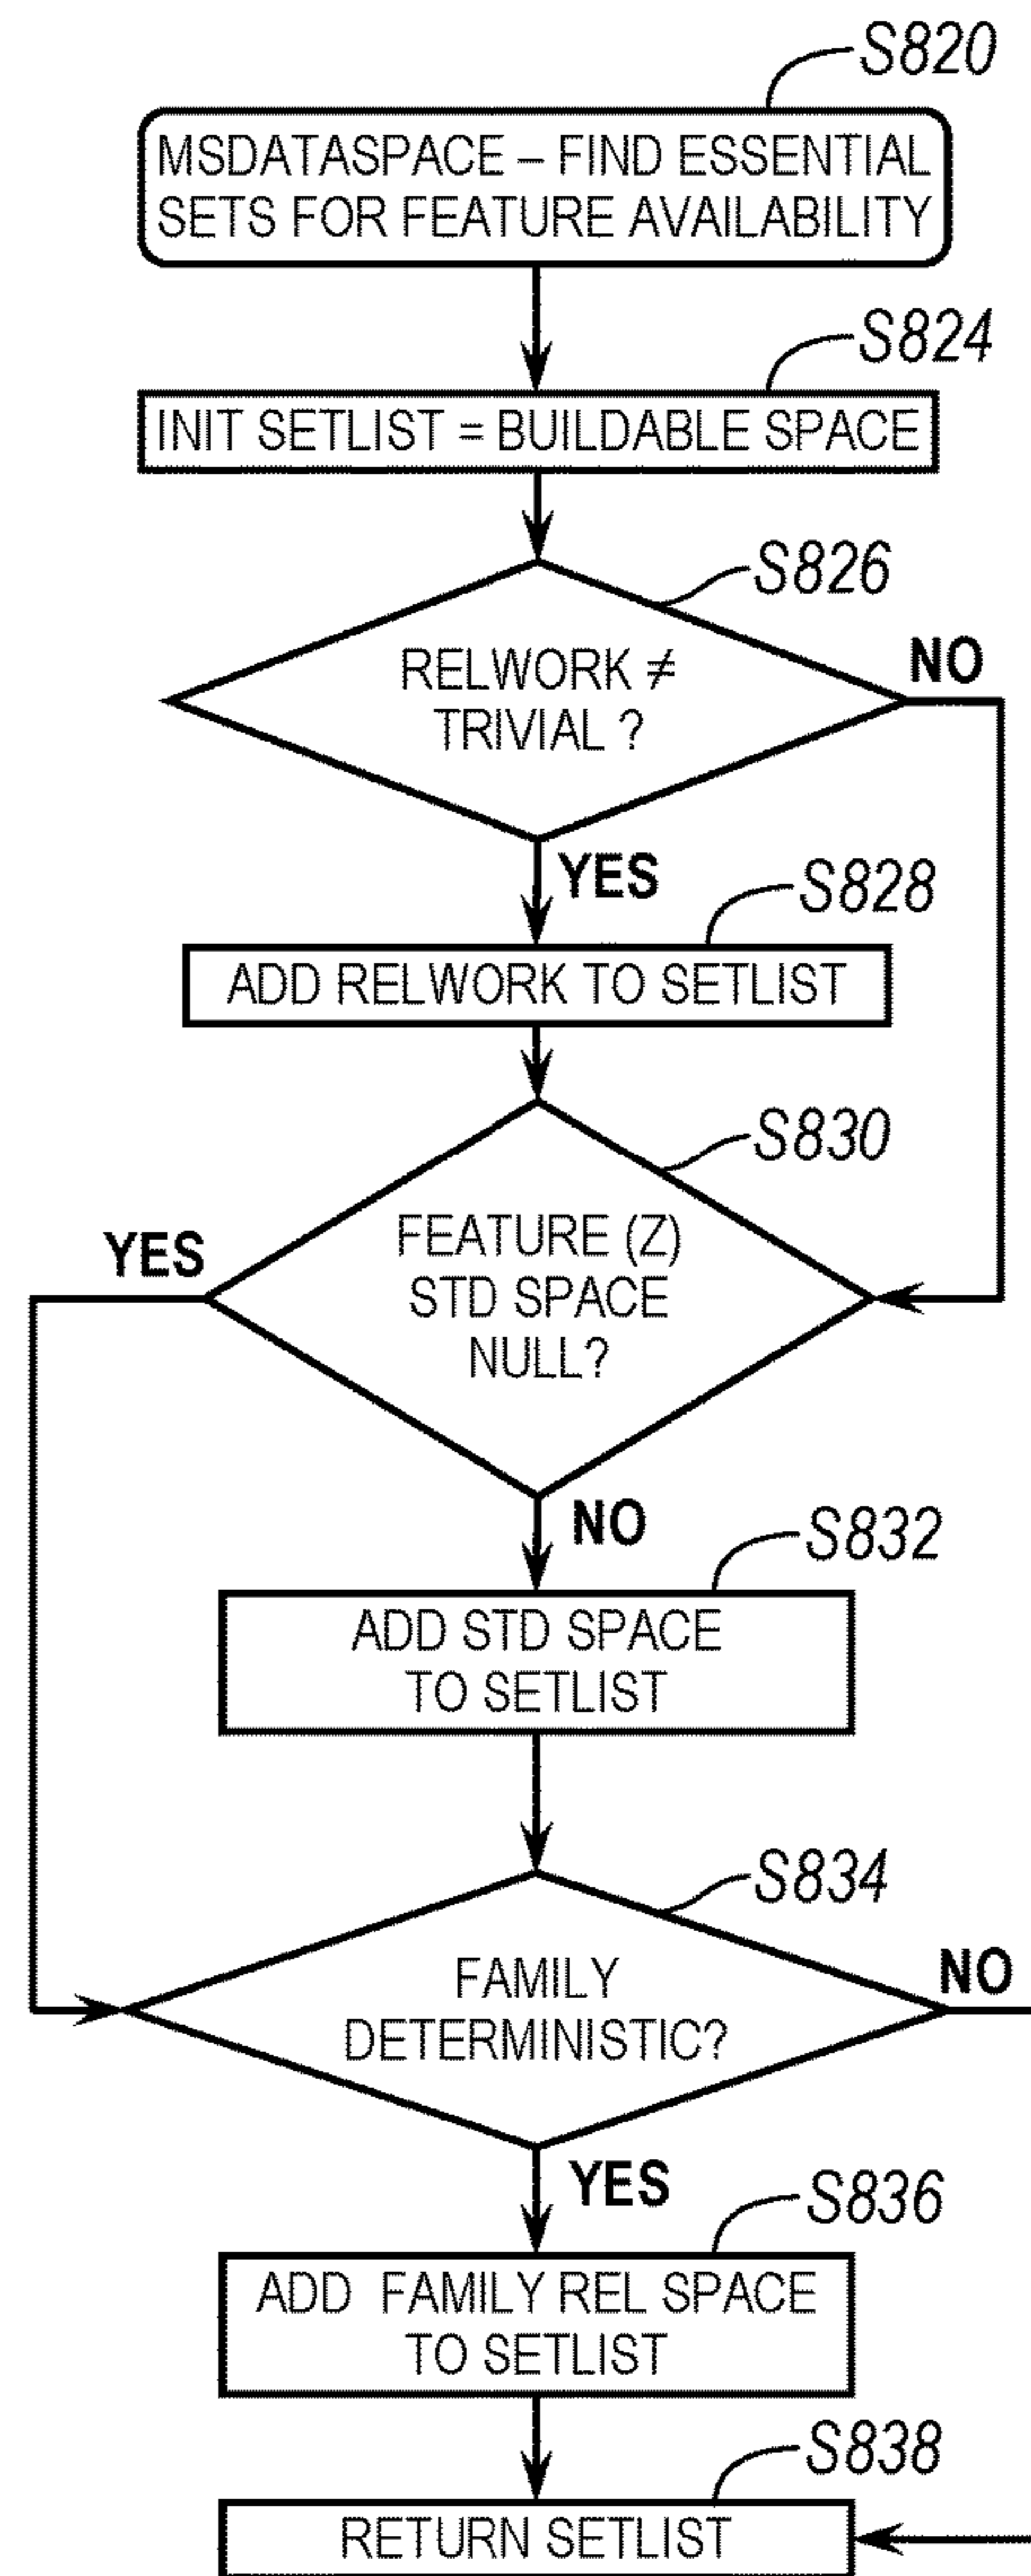 S820
MSDATASPACE – FIND ESSENTIAL
SETS FOR FEATURE AVAILABILITY
S824
INIT SETLIST = BUILDABLE SPACE
S826
RELWORK ≠
TRIVIAL ?
NO
YES
S828
ADD RELWORK TO SETLIST
S830
FEATURE (Z)
STD SPACE
NULL?
YES
NO
S832
ADD STD SPACE
TO SETLIST
S834
FAMILY
DETERMINISTIC?
NO
YES
S836
ADD FAMILY REL SPACE
TO SETLIST
S838
RETURN SETLIST